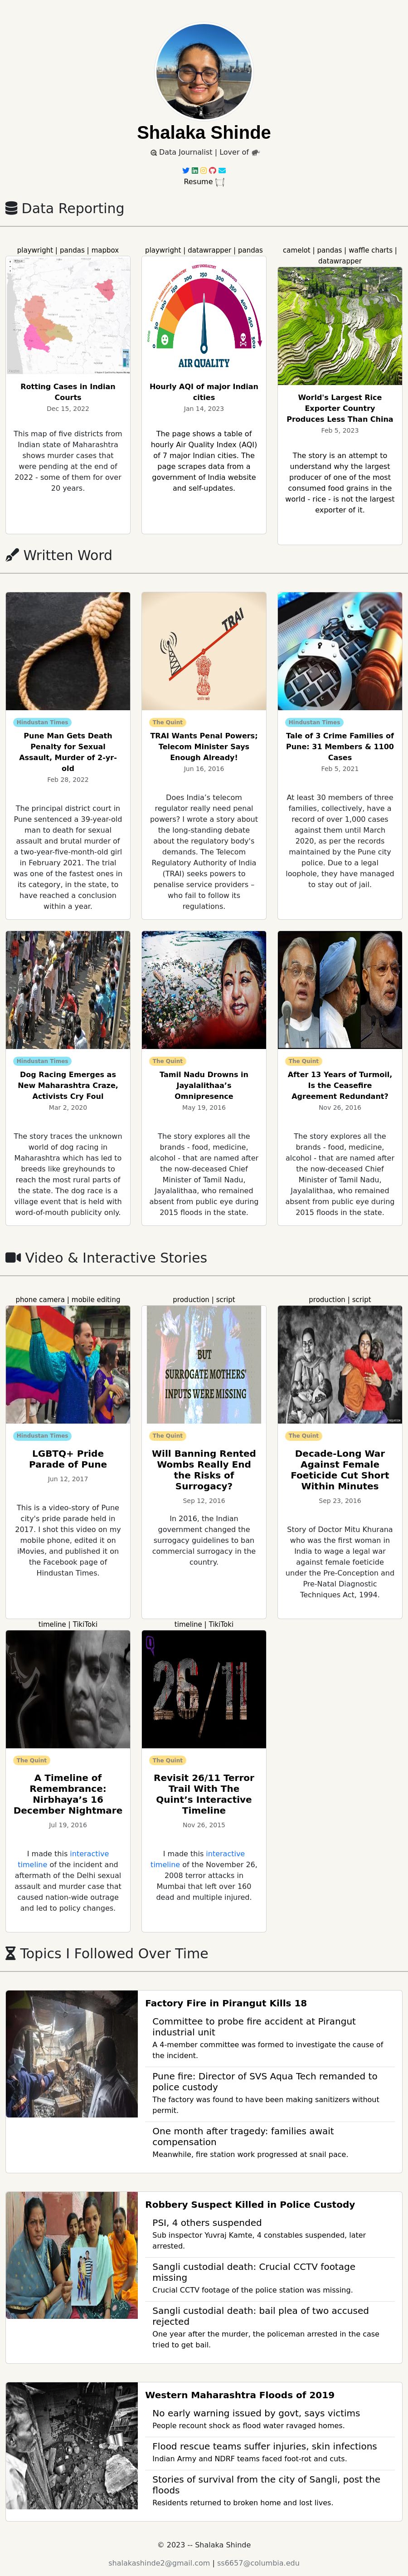 Shalaka Shinde
Data Journalist | Lover of
Resume
Data Reporting
playwright | pandas | mapbox
Rotting Cases in Indian
Courts
Dec 15, 2022
This map of five districts from
Indian state of Maharashtra
shows murder cases that
were pending at the end of
2022 - some of them for over
20 years.
playwright | datawrapper | pandas
AIR QUALITY
Hourly AQI of major Indian
cities
Jan 14, 2023
The page shows a table of
hourly Air Quality Index (AQI)
of 7 major Indian cities. The
page scrapes data from a
government of India website
and self-updates.
camelot | pandas | waffle charts |
datawrapper
World's Largest Rice
Exporter Country
Produces Less Than China
Feb 5, 2023
The story is an attempt to
understand why the largest
producer of one of the most
consumed food grains in the
world - rice - is not the largest
exporter of it.
Written Word
Hindustan Times
Pune Man Gets Death
Penalty for Sexual
Assault, Murder of 2-yr-
old
Feb 28, 2022
The principal district court in
Pune sentenced a 39-year-old
man to death for sexual
assault and brutal murder of
a two-year-five-month-old girl
in February 2021. The trial
was one of the fastest ones in
its category, in the state, to
have reached a conclusion
within a year.
TRAI
The Quint
TRAI Wants Penal Powers;
Telecom Minister Says
Enough Already!
Jun 16, 2016
Does India's telecom
regulator really need penal
powers? I wrote a story about
the long-standing debate
about the regulatory body's
demands. The Telecom
Regulatory Authority of India
(TRAI) seeks powers to
penalise service providers –
who fail to follow its
regulations.
Hindustan Times
Tale of 3 Crime Families of
Pune: 31 Members & 1100
Cases
Feb 5, 2021
At least 30 members of three
families, collectively, have a
record of over 1,000 cases
against them until March
2020, as per the records
maintained by the Pune city
police. Due to a legal
loophole, they have managed
to stay out of jail.
Hindustan Times
Dog Racing Emerges as
New Maharashtra Craze,
Activists Cry Foul
Mar 2, 2020
The story traces the unknown
world of dog racing in
Maharashtra which has led to
breeds like greyhounds to
reach the most rural parts of
the state. The dog race is a
village event that is held with
word-of-mouth publicity only.
The Quint
Tamil Nadu Drowns in
Jayalalithaa's
Omnipresence
May 19, 2016
The story explores all the
brands - food, medicine,
alcohol - that are named after
the now-deceased Chief
Minister of Tamil Nadu,
Jayalalithaa, who remained
absent from public eye during
2015 floods in the state.
The Quint
After 13 Years of Turmoil,
Is the Ceasefire
Agreement Redundant?
Nov 26, 2016
The story explores all the
brands - food, medicine,
alcohol - that are named after
the now-deceased Chief
Minister of Tamil Nadu,
Jayalalithaa, who remained
absent from public eye during
2015 floods in the state.
Video & Interactive Stories
phone camera | mobile editing
Hindustan Times
LGBTQ+ Pride
Parade of Pune
Jun 12, 2017
This is a video-story of Pune
city's pride parade held in
2017. I shot this video on my
mobile phone, edited it on
iMovies, and published it on
the Facebook page of
Hindustan Times.
production | script
BUT
SURROGATE MOTHERS'
INPUTS WERE MISSING
The Quint
Will Banning Rented
Wombs Really End
the Risks of
Surrogacy?
Sep 12, 2016
In 2016, the Indian
government changed the
surrogacy guidelines to ban
commercial surrogacy in the
country.
production | script
The Quint
Decade-Long War
Against Female
Foeticide Cut Short
Within Minutes
Sep 23, 2016
Story of Doctor Mitu Khurana
who was the first woman in
India to wage a legal war
against female foeticide
under the Pre-Conception and
Pre-Natal Diagnostic
Techniques Act, 1994.
timeline | TikiToki
The Quint
A Timeline of
Remembrance:
Nirbhaya's 16
December Nightmare
Jul 19, 2016
I made this interactive
timeline of the incident and
aftermath of the Delhi sexual
assault and murder case that
caused nation-wide outrage
and led to policy changes.
timeline | TikiToki
26/11
The Quint
Revisit 26/11 Terror
Trail With The
Quint's Interactive
Timeline
Nov 26, 2015
I made this interactive
timeline of the November 26,
2008 terror attacks in
Mumbai that left over 160
dead and multiple injured.
Topics I Followed Over Time
Factory Fire in Pirangut Kills 18
Committee to probe fire accident at Pirangut
industrial unit
A 4-member committee was formed to investigate the cause of
the incident.
Pune fire: Director of SVS Aqua Tech remanded to
police custody
The factory was found to have been making sanitizers without
permit.
One month after tragedy: families await
compensation
Meanwhile, fire station work progressed at snail pace.
Robbery Suspect Killed in Police Custody
PSI, 4 others suspended
Sub inspector Yuvraj Kamte, 4 constables suspended, later
arrested.
Sangli custodial death: Crucial CCTV footage
missing
Crucial CCTV footage of the police station was missing.
Sangli custodial death: bail plea of two accused
rejected
One year after the murder, the policeman arrested in the case
tried to get bail.
Western Maharashtra Floods of 2019
No early warning issued by govt, says victims
People recount shock as flood water ravaged homes.
Flood rescue teams suffer injuries, skin infections
Indian Army and NDRF teams faced foot-rot and cuts.
Stories of survival from the city of Sangli, post the
floods
Residents returned to broken home and lost lives.
© 2023 -- Shalaka Shinde
shalakashinde2@gmail.com | ss6657@columbia.edu